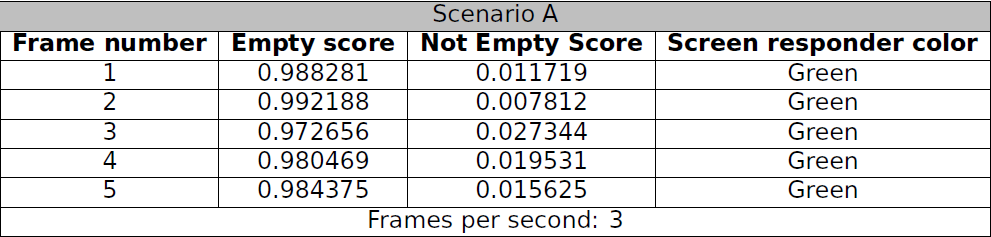 Scenario A
Frame number Empty score Not Empty Score Screen responder color
1 0.988281 0.011719 Green
2 0.992188 0.007812 Green
3 0.972656 0.027344 Green
4 0.980469 0.019531 Green
5 0.984375 0.015625 Green
Frames per second: 3